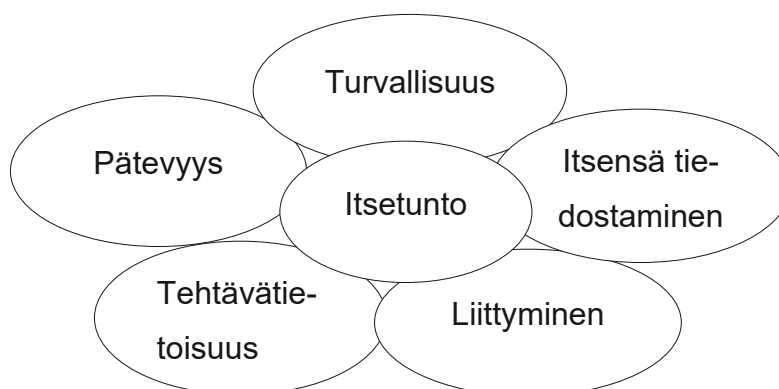 Turvallisuus
Pätevyys
Itsensä tie-
dostaminen
Itsetunto
Tehtävätie-
toisuus
Liittyminen